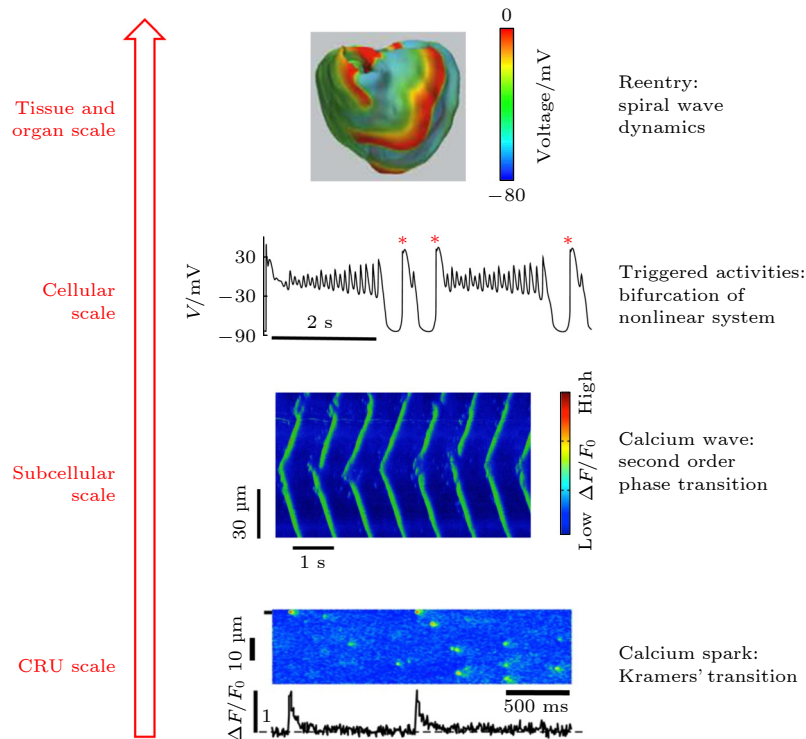 0
Voltage/mV
−80
Tissue and
organ scale
Reentry:
spiral wave
dynamics
* * *
30
−30
−90
V/mV
2 s
Cellular
scale
Triggered activities:
bifurcation of
nonlinear system
Low ΔF/F0 High
Subcellular
scale
30 μm
1 s
Calcium wave:
second order
phase transition
CRU scale
10 μm
Calcium spark:
Kramers' transition
500 ms
ΔF/F0
1